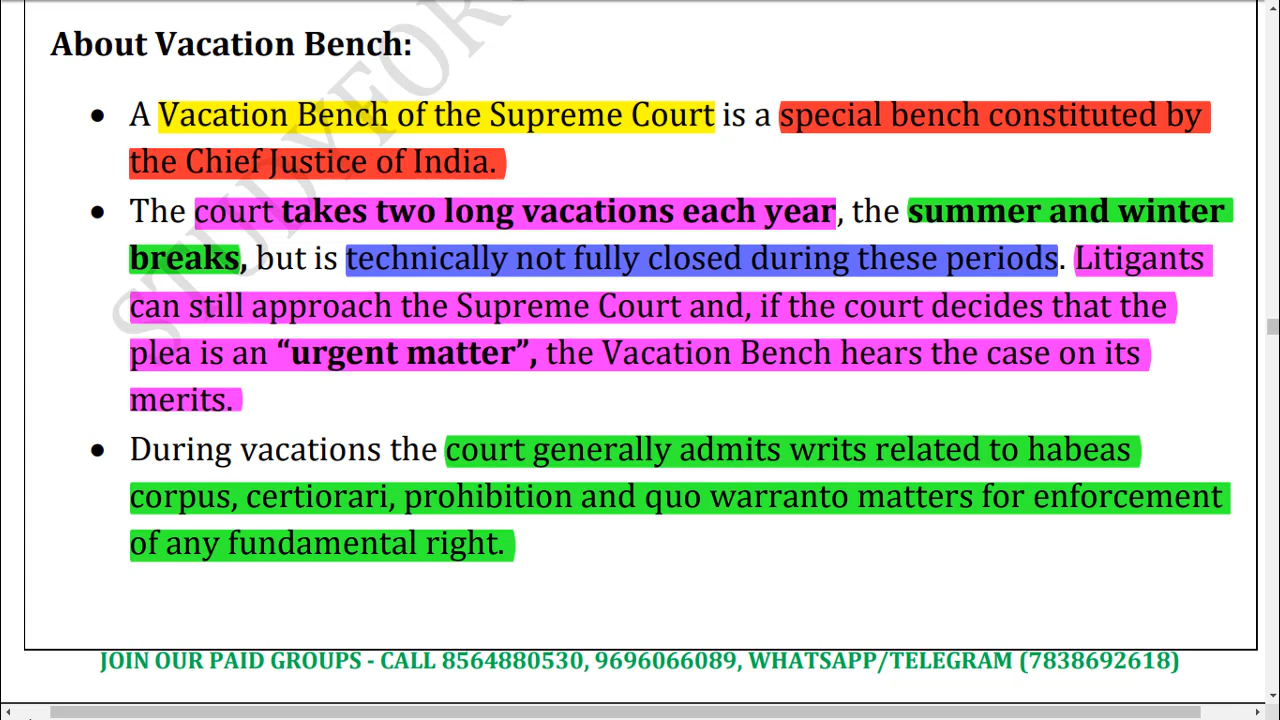 About Vacation Bench:
• A Vacation Bench of the Supreme Court is a special bench constituted by
the Chief Justice of India.
• The court takes two long vacations each year, the summer and winter
breaks, but is technically not fully closed during these periods. Litigants
can still approach the Supreme Court and, if the court decides that the
plea is an “urgent matter”, the Vacation Bench hears the case on its
merits.
• During vacations the court generally admits writs related to habeas
corpus, certiorari, prohibition and quo warranto matters for enforcement
of any fundamental right.
STUDYFOR
JOIN OUR PAID GROUPS - CALL 8564880530, 9696066089, WHATSAPP/TELEGRAM (7838692618)